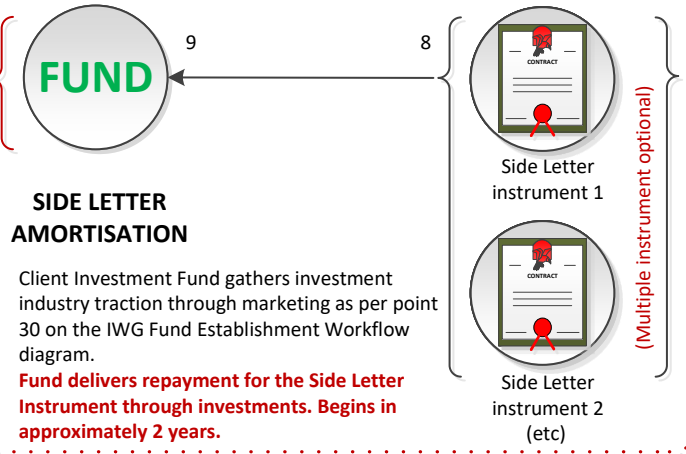 FUND
9
8
CONTRACT
Side Letter
instrument 1
(Multiple instrument optional)
SIDE LETTER
AMORTISATION
CONTRACT
Side Letter
instrument 2
(etc)
Client Investment Fund gathers investment
industry traction through marketing as per point
30 on the IWG Fund Establishment Workflow
diagram.
Fund delivers repayment for the Side Letter
Instrument through investments. Begins in
approximately 2 years.